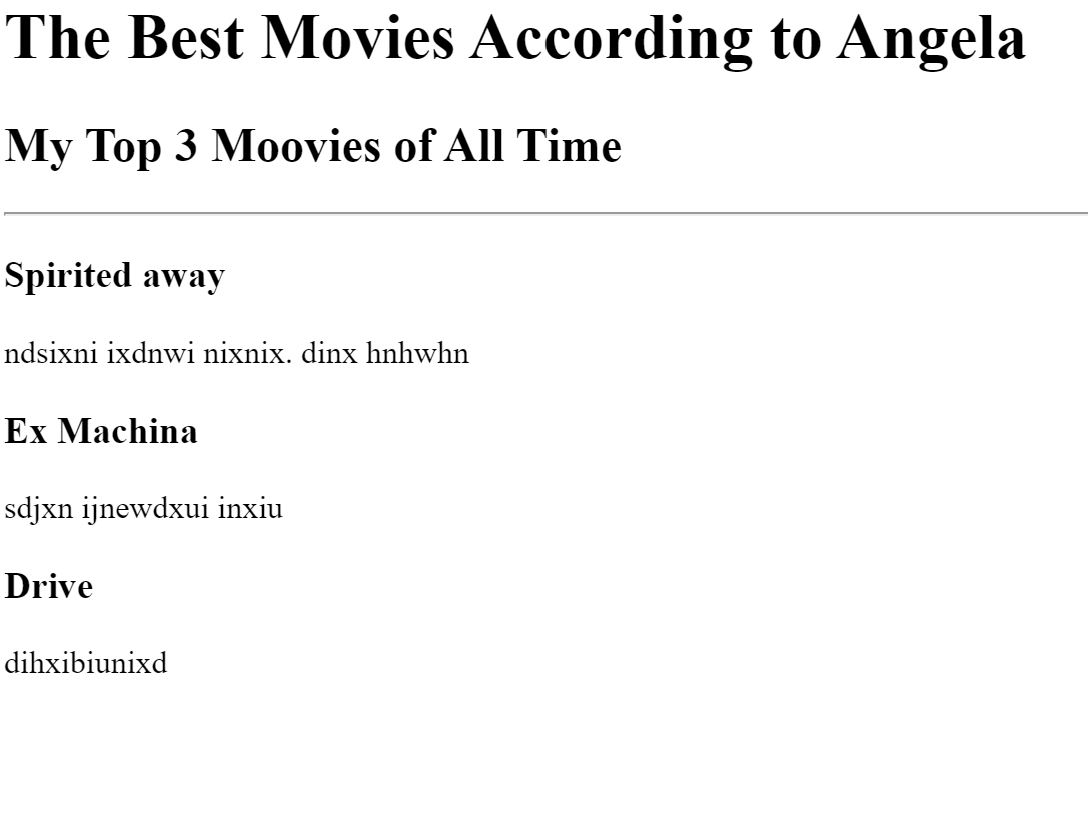 The Best Movies According to Angela
My Top 3 Moovies of All Time
Spirited away
ndsixni ixdnwi nixnix. dinx hnhwhn
Ex Machina
sdjxn ijnewdxui inxiu
Drive
dihxibiunixd